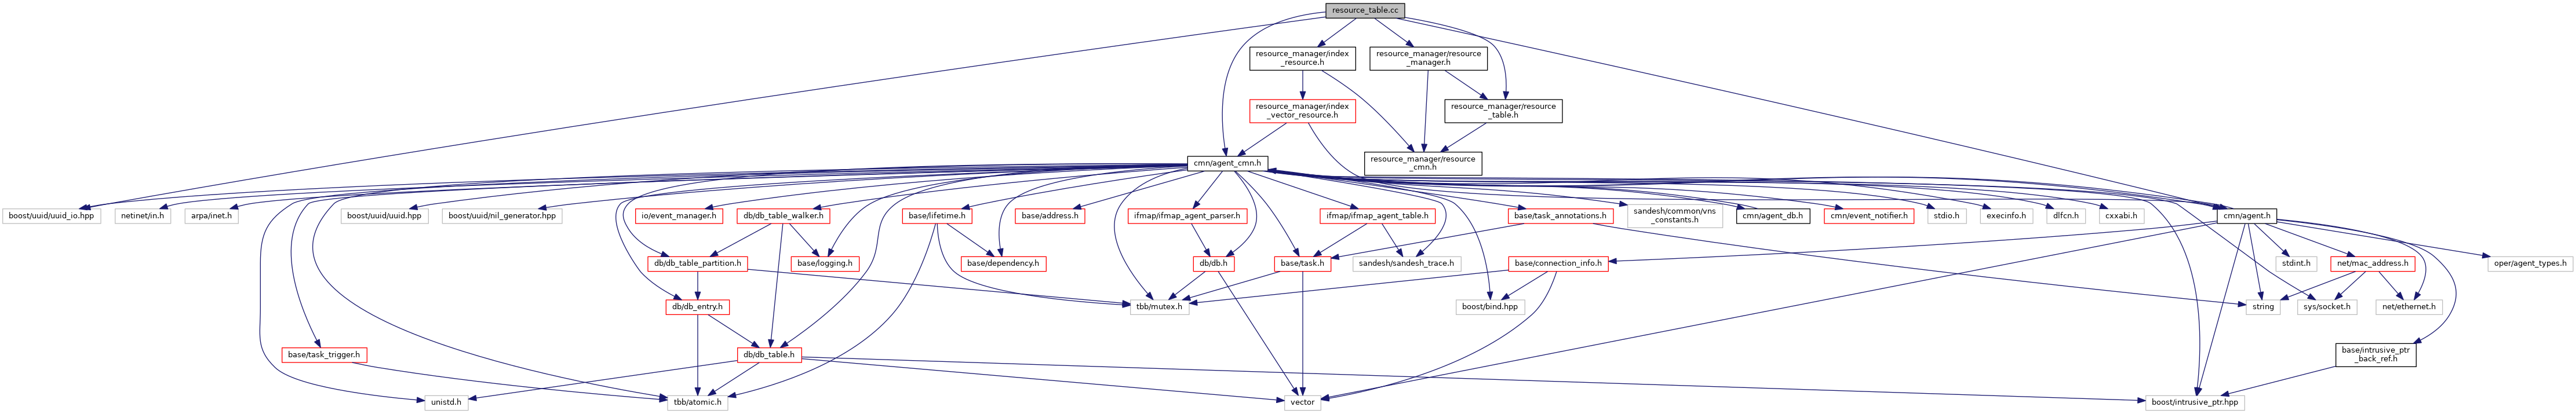 resource_table.cc
resource_manager/index
_resource.h
resource_manager/resource
_manager.h
resource_manager/index
_vector_resource.h
resource_manager/resource
_table.h
cmn/agent_cmn.h
resource_manager/resource
_cmn.h
boost/uuid/uuid_io.hpp
netinet/in.h
arpa/inet.h
boost/uuid/uuid.hpp
boost/uuid/nil_generator.hpp
io/event_manager.h
db/db_table_walker.h
base/lifetime.h
base/address.h
ifmap/ifmap_agent_parser.h
ifmap/ifmap_agent_table.h
base/task_annotations.h
sandesh/common/vns
_constants.h
cmn/agent_db.h
cmn/event_notifier.h
stdio.h
execinfo.h
dlfcn.h
cxxabi.h
cmn/agent.h
db/db_table_partition.h
base/logging.h
base/dependency.h
db/db.h
base/task.h
sandesh/sandesh_trace.h
base/connection_info.h
stdint.h
net/mac_address.h
oper/agent_types.h
db/db_entry.h
tbb/mutex.h
boost/bind.hpp
string
sys/socket.h
net/ethernet.h
base/task_trigger.h
db/db_table.h
base/intrusive_ptr
_back_ref.h
unistd.h
tbb/atomic.h
vector
boost/intrusive_ptr.hpp